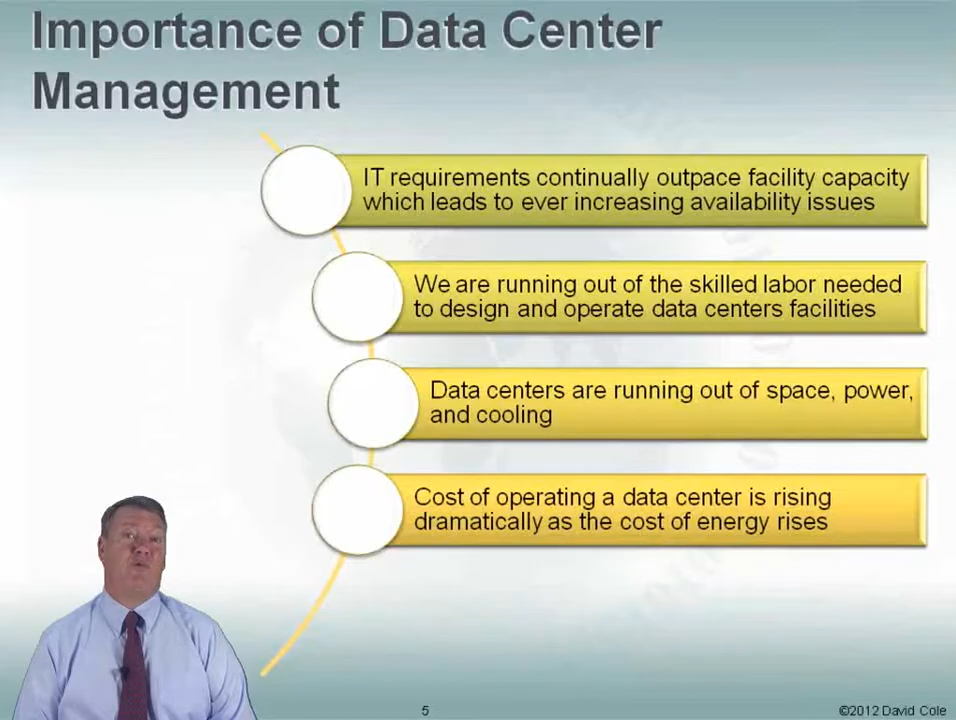 Importance of Data Center
Management
IT requirements continually outpace facility capacity
which leads to ever increasing availability issues
We are running out of the skilled labor needed
to design and operate data centers facilities
Data centers are running out of space, power,
and cooling
Cost of operating a data center is rising
dramatically as the cost of energy rises
5
©2012 David Cole